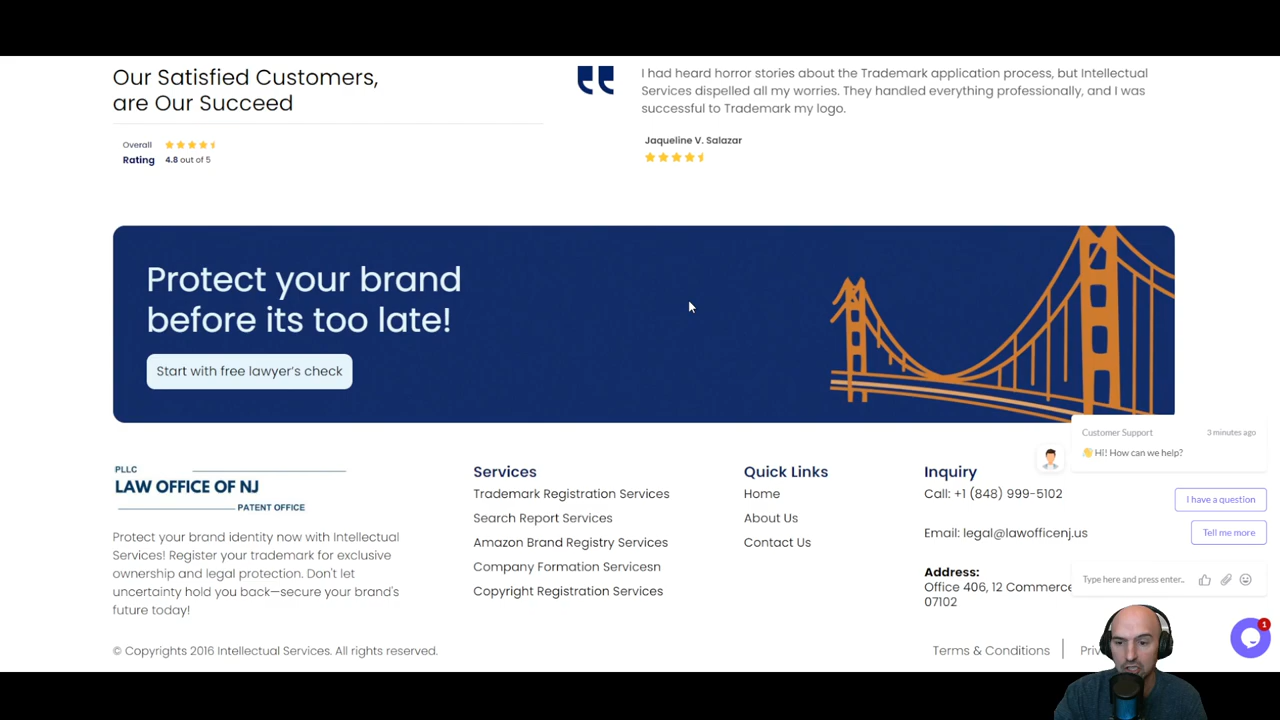 Our Satisfied Customers,
are Our Succeed
Overall
Rating 4.8 out of 5
I had heard horror stories about the Trademark application process, but Intellectual
Services dispelled all my worries. They handled everything professionally, and I was
successful to Trademark my logo.
Jaqueline V. Salazar
Protect your brand
before its too late!
Start with free lawyer's check
PLLC
LAW OFFICE OF NJ
PATENT OFFICE
Protect your brand identity now with Intellectual
Services! Register your trademark for exclusive
ownership and legal protection. Don't let
uncertainty hold you back—secure your brand's
future today!
Services
Trademark Registration Services
Search Report Services
Amazon Brand Registry Services
Company Formation Servicesn
Copyright Registration Services
Quick Links
Home
About Us
Contact Us
Inquiry
Call: +1 (848) 999-5102
Email: legal@lawofficenj.us
Address:
Office 406, 12 Commerce
07102
Customer Support 3 minutes ago
👋 Hi! How can we help?
I have a question
Tell me more
Type here and press enter..
1
© Copyrights 2016 Intellectual Services. All rights reserved.
Terms & Conditions